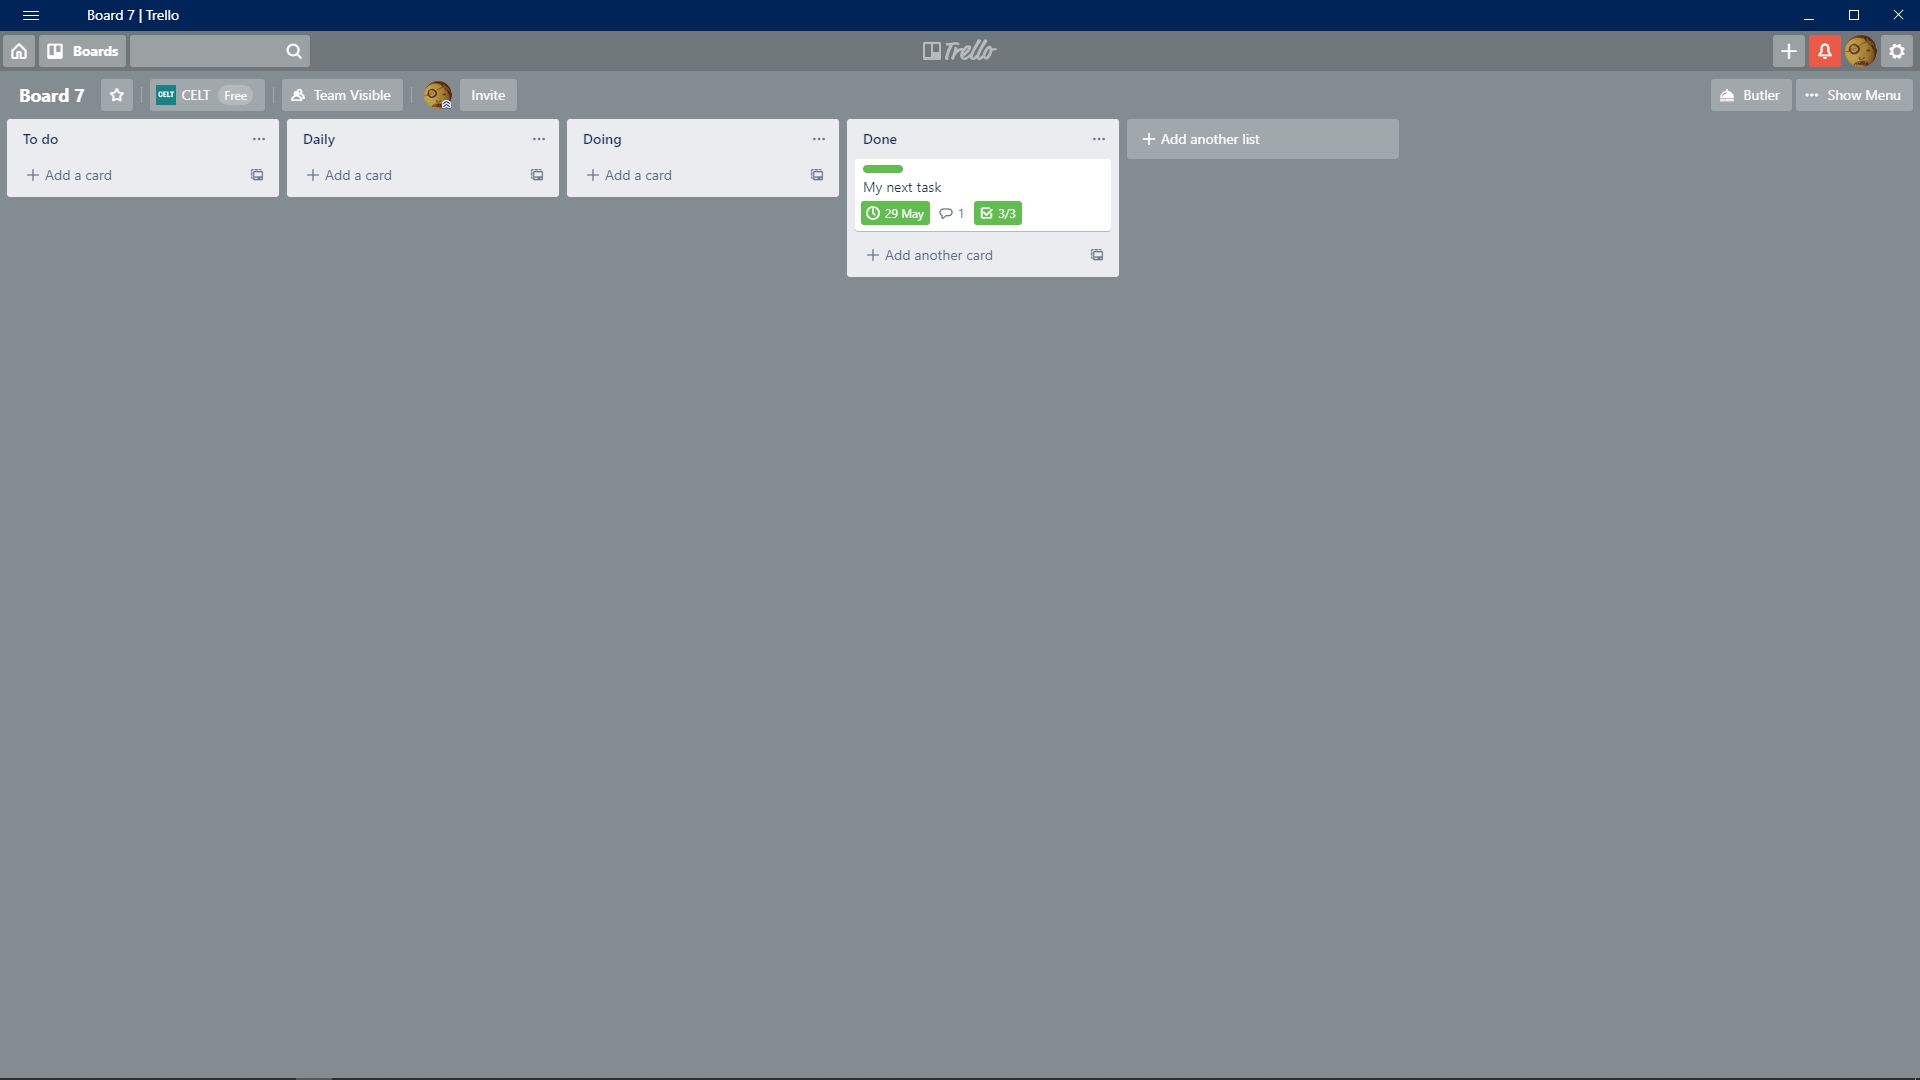 Board 7 | Trello
Boards
Trello
Board 7
CELT
CELT
Free
Team Visible
Invite
Butler
Show Menu
To do
Add a card
Daily
Add a card
Doing
Add a card
Done
My next task
29 May
1
3/3
Add another card
Add another list